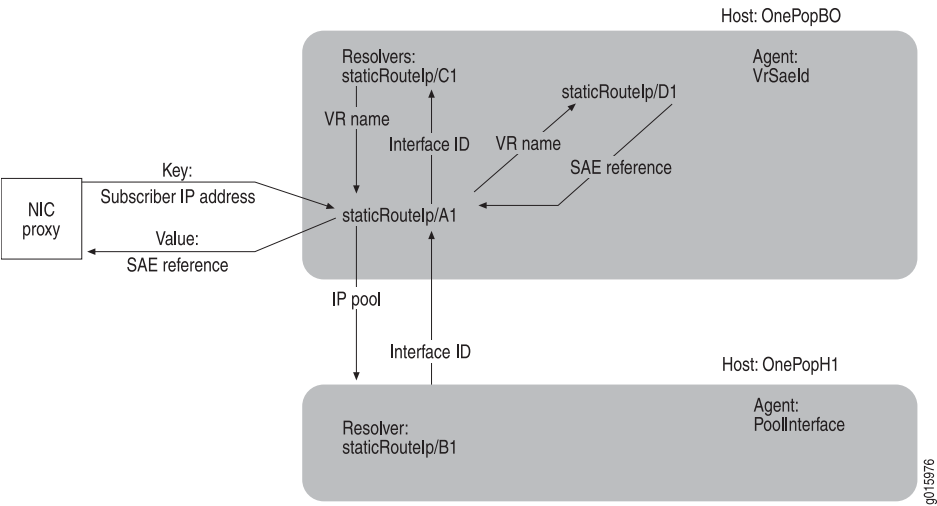 Host: OnePopBO
Resolvers:
staticRouteIp/C1
Agent:
VrSaeId
staticRouteIp/D1
VR name
Interface ID
VR name
SAE reference
Key:
Subscriber IP address
NIC
proxy
staticRouteIp/A1
Value:
SAE reference
IP pool
Interface ID
Host: OnePopH1
Agent:
PoolInterface
Resolver:
staticRouteIp/B1
g015976